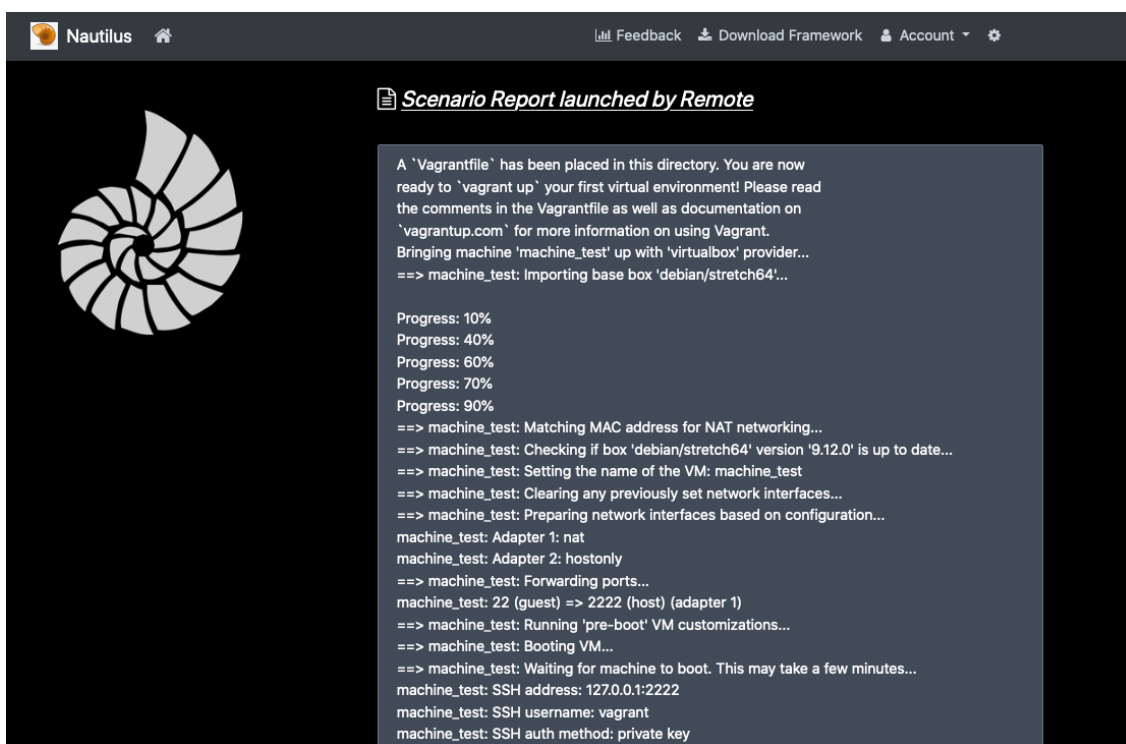 Nautilus
Feedback
Download Framework
Account
Scenario Report launched by Remote
A `Vagrantfile` has been placed in this directory. You are now
ready to `vagrant up` your first virtual environment! Please read
the comments in the Vagrantfile as well as documentation on
`vagrantup.com` for more information on using Vagrant.
Bringing machine 'machine_test' up with 'virtualbox' provider...
==> machine_test: Importing base box 'debian/stretch64'...
Progress: 10%
Progress: 40%
Progress: 60%
Progress: 70%
Progress: 90%
==> machine_test: Matching MAC address for NAT networking...
==> machine_test: Checking if box 'debian/stretch64' version '9.12.0' is up to date...
==> machine_test: Setting the name of the VM: machine_test
==> machine_test: Clearing any previously set network interfaces...
==> machine_test: Preparing network interfaces based on configuration...
machine_test: Adapter 1: nat
machine_test: Adapter 2: hostonly
==> machine_test: Forwarding ports...
machine_test: 22 (guest) => 2222 (host) (adapter 1)
==> machine_test: Running 'pre-boot' VM customizations...
==> machine_test: Booting VM...
==> machine_test: Waiting for machine to boot. This may take a few minutes...
machine_test: SSH address: 127.0.0.1:2222
machine_test: SSH username: vagrant
machine_test: SSH auth method: private key